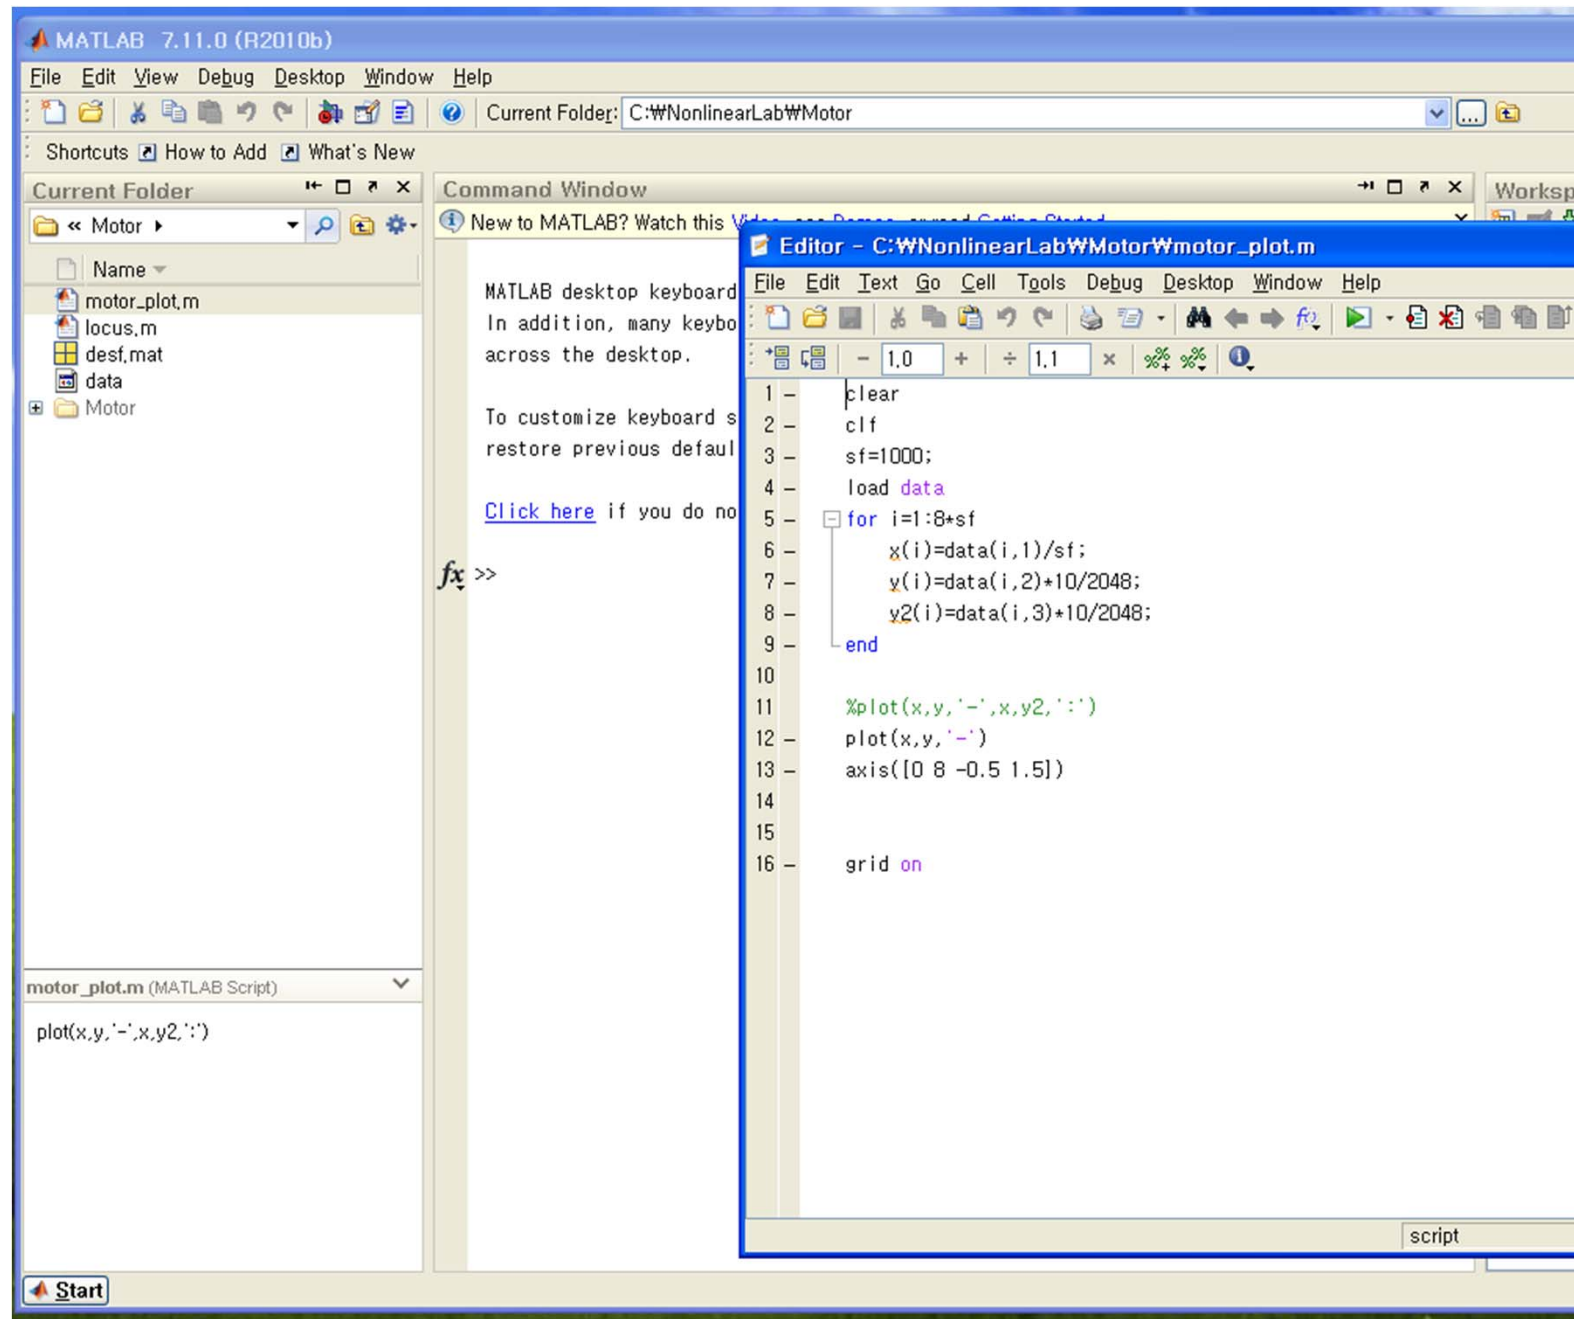 MATLAB 7.11.0 (R2010b)
File Edit View Debug Desktop Window Help
Current Folder: C:₩NonlinearLab₩Motor
Shortcuts How to Add What's New
Current Folder
« Motor
Name
motor_plot.m
locus.m
desf.mat
data
Motor
motor_plot.m (MATLAB Script)
plot(x,y,'-',x,y2,':')
Start
Command Window
New to MATLAB? Watch this Video, see Demos, or read Getting Started.
MATLAB desktop keyboard
In addition, many keybo
across the desktop.
To customize keyboard s
restore previous defaul
Click here if you do no
fx >>
Worksp
Editor - C:₩NonlinearLab₩Motor₩motor_plot.m
File Edit Text Go Cell Tools Debug Desktop Window Help
- 1.0 + ÷ 1.1 ×
1 - clear
2 - clf
3 - sf=1000;
4 - load data
5 - for i=1:8*sf
6 - x(i)=data(i,1)/sf;
7 - y(i)=data(i,2)*10/2048;
8 - y2(i)=data(i,3)*10/2048;
9 - end
10
11 %plot(x,y,'-',x,y2,':')
12 - plot(x,y,'-')
13 - axis([0 8 -0.5 1.5])
14
15
16 - grid on
script